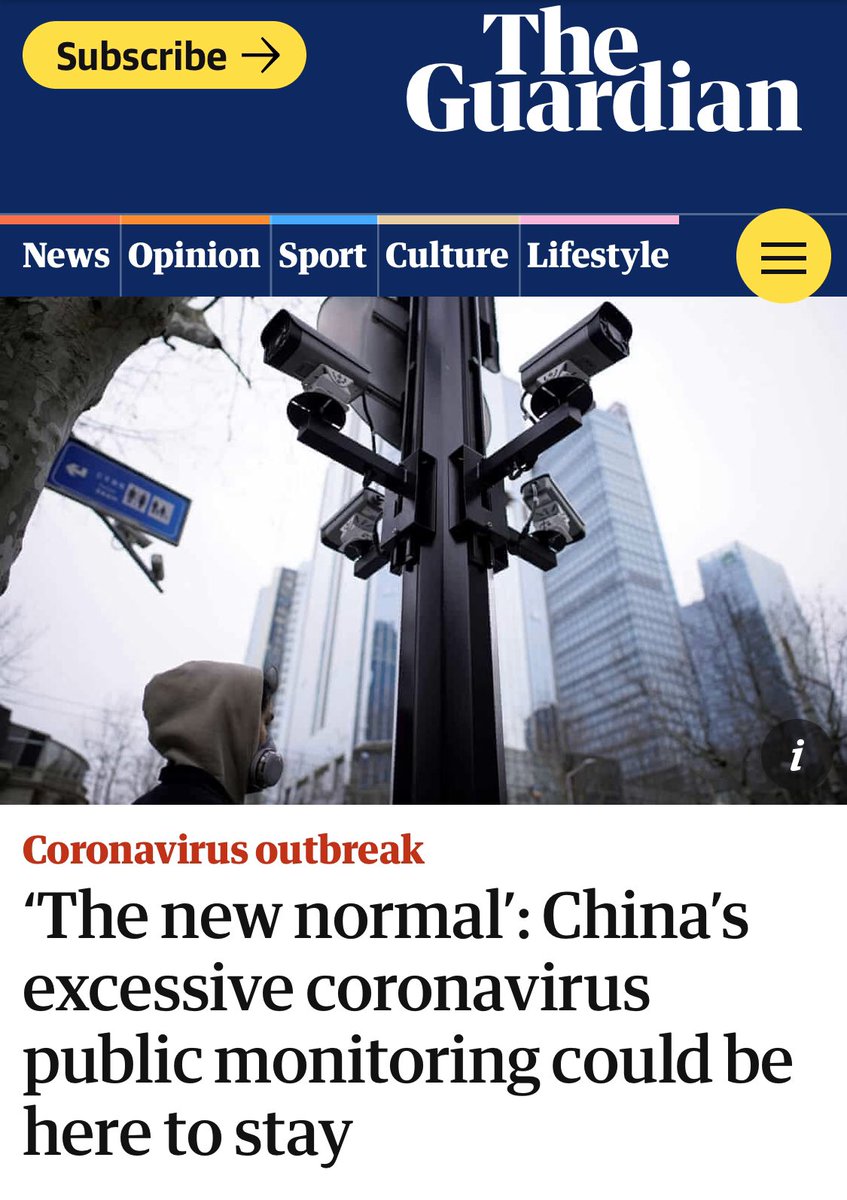 Subscribe →
The
Guardian
News Opinion Sport Culture Lifestyle
i
Coronavirus outbreak
‘The new normal’: China’s
excessive coronavirus
public monitoring could be
here to stay